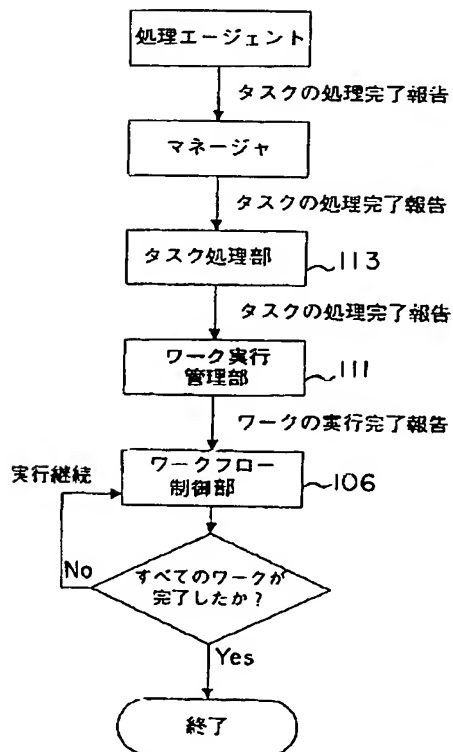 処理エージェント
タスクの処理完了報告
マネージャ
タスクの処理完了報告
タスク処理部
113
タスクの処理完了報告
ワーク実行
管理部
111
ワークの実行完了報告
実行継続
ワークフロー
制御部
106
No
すべてのワークが
完了したか?
Yes
終了